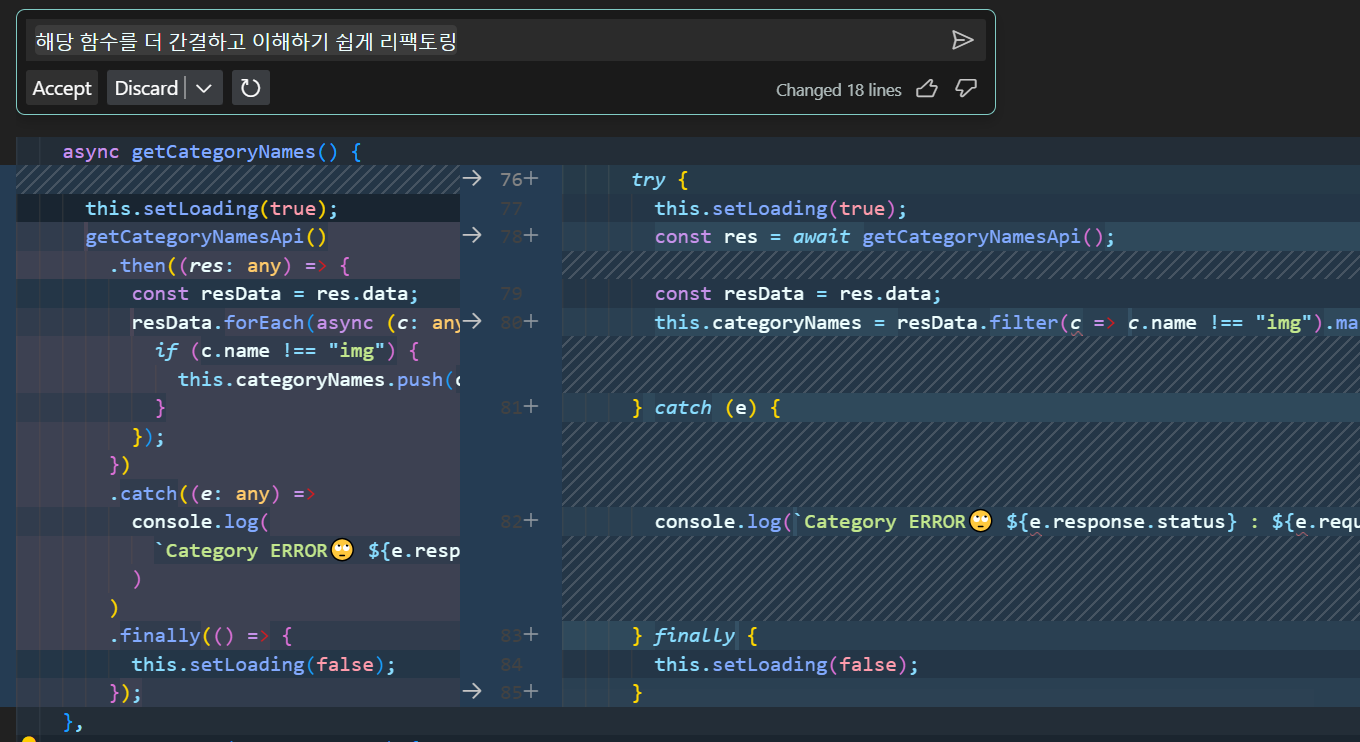 해당 함수를 더 간결하고 이해하기 쉽게 리팩토링
Accept Discard
Changed 18 lines
async getCategoryNames() {
this.setLoading(true);
getCategoryNamesApi()
.then((res: any) => {
const resData = res.data;
resData.forEach(async (c: any
if (c.name !== "img") {
this.categoryNames.push(c
}
});
})
.catch((e: any) =>
console.log(
`Category ERROR🙄 ${e.resp
)
)
.finally(() => {
this.setLoading(false);
});
},
76+ try {
77 this.setLoading(true);
78+ const res = await getCategoryNamesApi();
79 const resData = res.data;
80+ this.categoryNames = resData.filter(c => c.name !== "img").ma
81+ } catch (e) {
82+ console.log(`Category ERROR🙄 ${e.response.status} : ${e.requ
83+ } finally {
84 this.setLoading(false);
85+ }